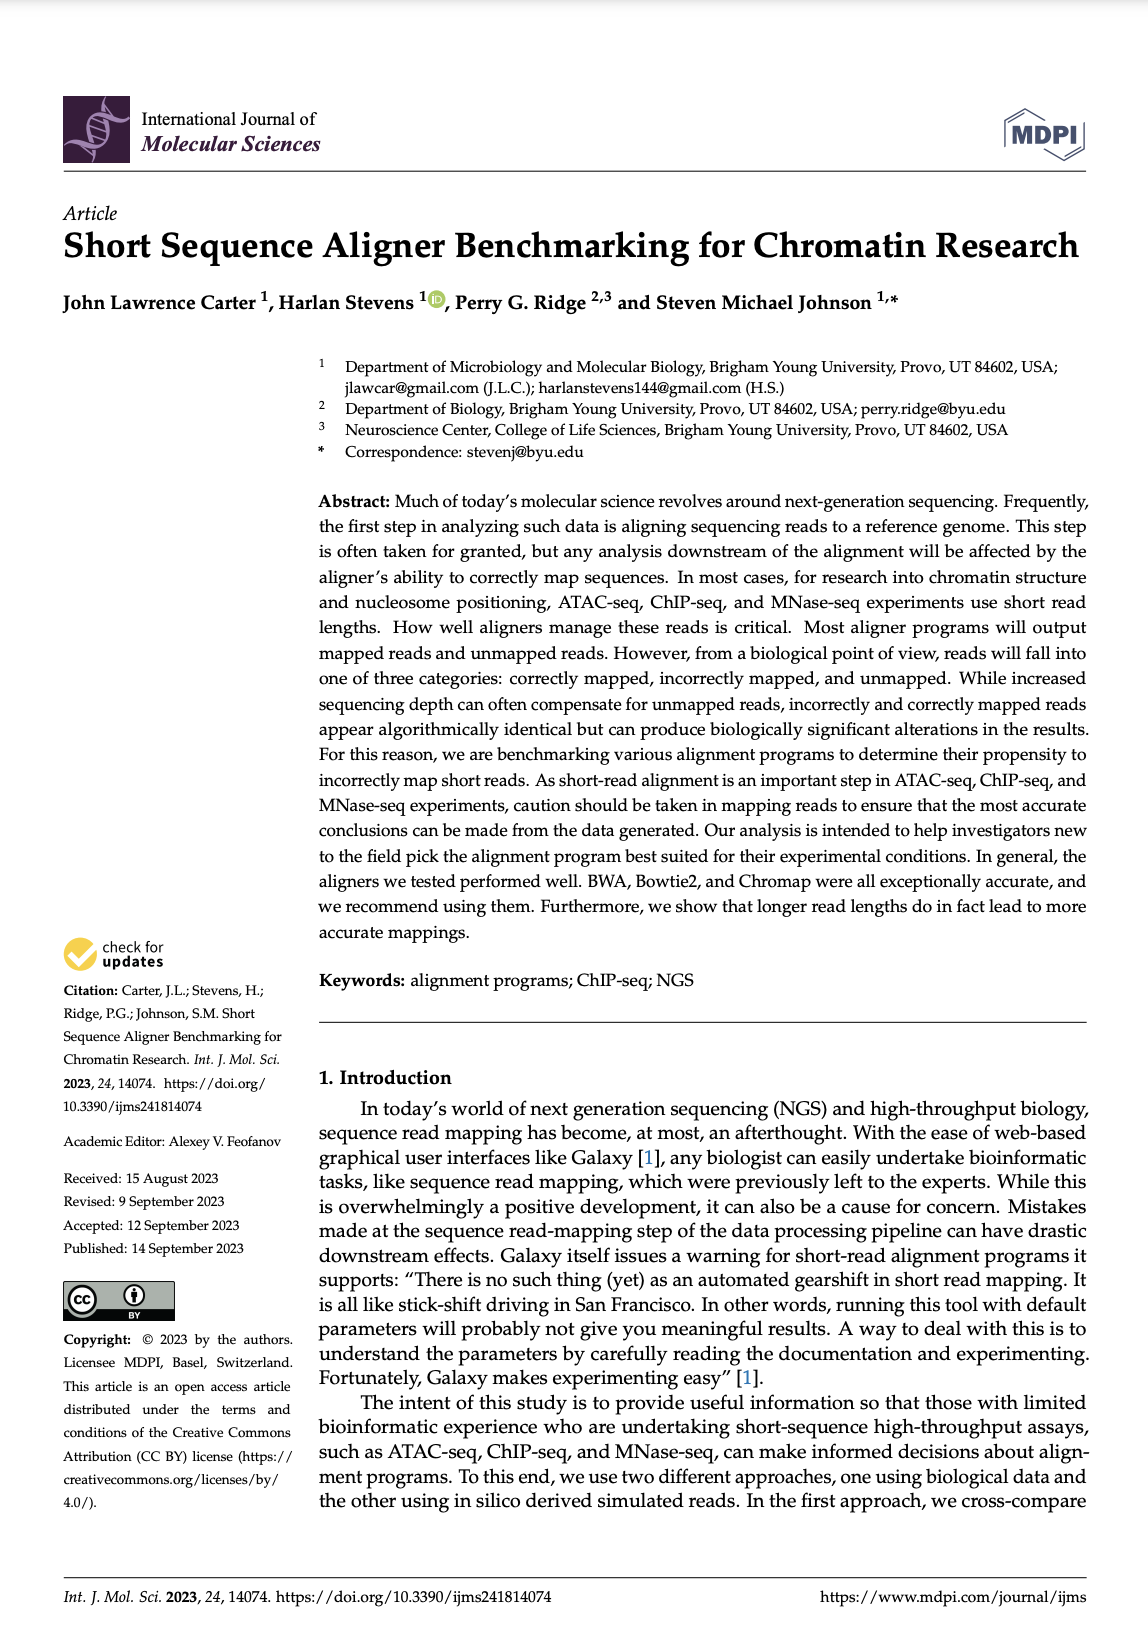 International Journal of
Molecular Sciences
MDPI
Article
Short Sequence Aligner Benchmarking for Chromatin Research
John Lawrence Carter 1, Harlan Stevens 1 iD, Perry G. Ridge 2,3 and Steven Michael Johnson 1,*
1 Department of Microbiology and Molecular Biology, Brigham Young University, Provo, UT 84602, USA;
jlawcar@gmail.com (J.L.C.); harlanstevens144@gmail.com (H.S.)
2 Department of Biology, Brigham Young University, Provo, UT 84602, USA; perry.ridge@byu.edu
3 Neuroscience Center, College of Life Sciences, Brigham Young University, Provo, UT 84602, USA
* Correspondence: stevenj@byu.edu
Abstract: Much of today's molecular science revolves around next-generation sequencing. Frequently,
the first step in analyzing such data is aligning sequencing reads to a reference genome. This step
is often taken for granted, but any analysis downstream of the alignment will be affected by the
aligner's ability to correctly map sequences. In most cases, for research into chromatin structure
and nucleosome positioning, ATAC-seq, ChIP-seq, and MNase-seq experiments use short read
lengths. How well aligners manage these reads is critical. Most aligner programs will output
mapped reads and unmapped reads. However, from a biological point of view, reads will fall into
one of three categories: correctly mapped, incorrectly mapped, and unmapped. While increased
sequencing depth can often compensate for unmapped reads, incorrectly and correctly mapped reads
appear algorithmically identical but can produce biologically significant alterations in the results.
For this reason, we are benchmarking various alignment programs to determine their propensity to
incorrectly map short reads. As short-read alignment is an important step in ATAC-seq, ChIP-seq, and
MNase-seq experiments, caution should be taken in mapping reads to ensure that the most accurate
conclusions can be made from the data generated. Our analysis is intended to help investigators new
to the field pick the alignment program best suited for their experimental conditions. In general, the
aligners we tested performed well. BWA, Bowtie2, and Chromap were all exceptionally accurate, and
we recommend using them. Furthermore, we show that longer read lengths do in fact lead to more
accurate mappings.
Keywords: alignment programs; ChIP-seq; NGS
check for
updates
Citation: Carter, J.L.; Stevens, H.;
Ridge, P.G.; Johnson, S.M. Short
Sequence Aligner Benchmarking for
Chromatin Research. Int. J. Mol. Sci.
2023, 24, 14074. https://doi.org/
10.3390/ijms241814074
Academic Editor: Alexey V. Feofanov
Received: 15 August 2023
Revised: 9 September 2023
Accepted: 12 September 2023
Published: 14 September 2023
cc BY
Copyright: © 2023 by the authors.
Licensee MDPI, Basel, Switzerland.
This article is an open access article
distributed under the terms and
conditions of the Creative Commons
Attribution (CC BY) license (https://
creativecommons.org/licenses/by/
4.0/).
1. Introduction
In today's world of next generation sequencing (NGS) and high-throughput biology,
sequence read mapping has become, at most, an afterthought. With the ease of web-based
graphical user interfaces like Galaxy [1], any biologist can easily undertake bioinformatic
tasks, like sequence read mapping, which were previously left to the experts. While this
is overwhelmingly a positive development, it can also be a cause for concern. Mistakes
made at the sequence read-mapping step of the data processing pipeline can have drastic
downstream effects. Galaxy itself issues a warning for short-read alignment programs it
supports: “There is no such thing (yet) as an automated gearshift in short read mapping. It
is all like stick-shift driving in San Francisco. In other words, running this tool with default
parameters will probably not give you meaningful results. A way to deal with this is to
understand the parameters by carefully reading the documentation and experimenting.
Fortunately, Galaxy makes experimenting easy” [1].
The intent of this study is to provide useful information so that those with limited
bioinformatic experience who are undertaking short-sequence high-throughput assays,
such as ATAC-seq, ChIP-seq, and MNase-seq, can make informed decisions about align-
ment programs. To this end, we use two different approaches, one using biological data and
the other using in silico derived simulated reads. In the first approach, we cross-compare
Int. J. Mol. Sci. 2023, 24, 14074. https://doi.org/10.3390/ijms241814074
https://www.mdpi.com/journal/ijms